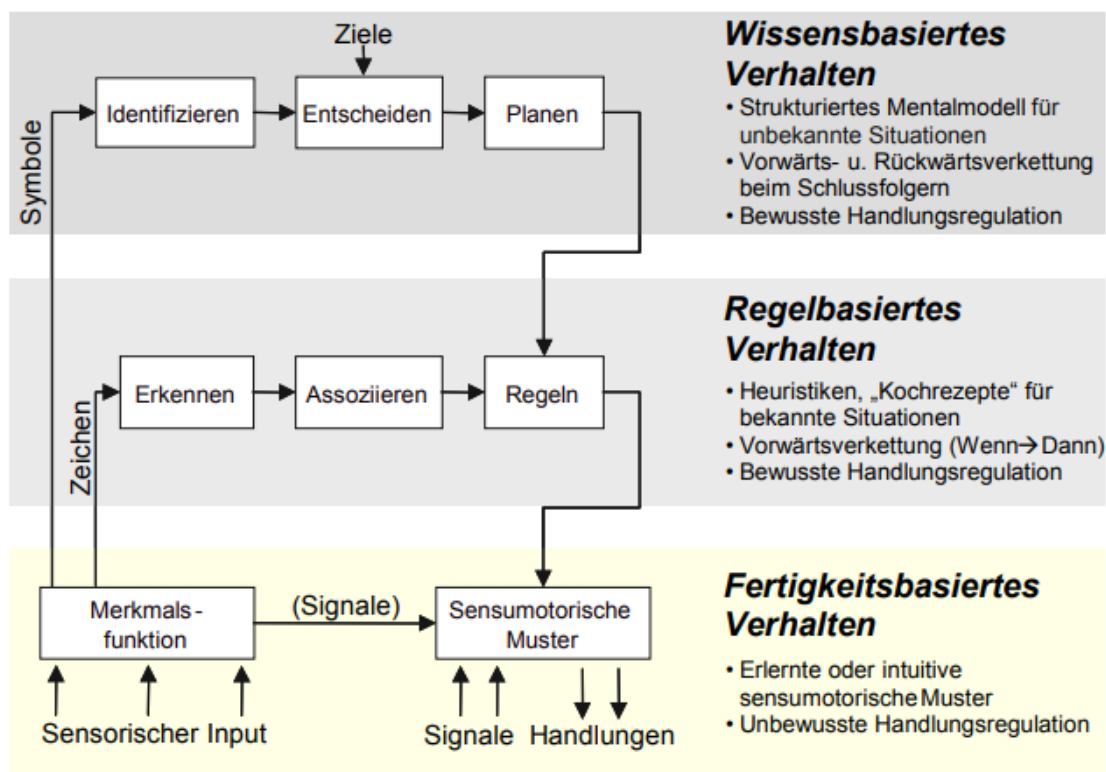 Ziele
Identifizieren
Entscheiden
Planen
Symbole
Wissensbasiertes
Verhalten
• Strukturiertes Mentalmodell für
unbekannte Situationen
• Vorwärts- u. Rückwärtsverkettung
beim Schlussfolgern
• Bewusste Handlungsregulation
Erkennen
Assoziieren
Regeln
Zeichen
Regelbasiertes
Verhalten
• Heuristiken, „Kochrezepte“ für
bekannte Situationen
• Vorwärtsverkettung (Wenn→Dann)
• Bewusste Handlungsregulation
Merkmals-
funktion
(Signale)
Sensumotorische
Muster
Sensorischer Input
Signale
Handlungen
Fertigkeitsbasiertes
Verhalten
• Erlernte oder intuitive
sensumotorische Muster
• Unbewusste Handlungsregulation